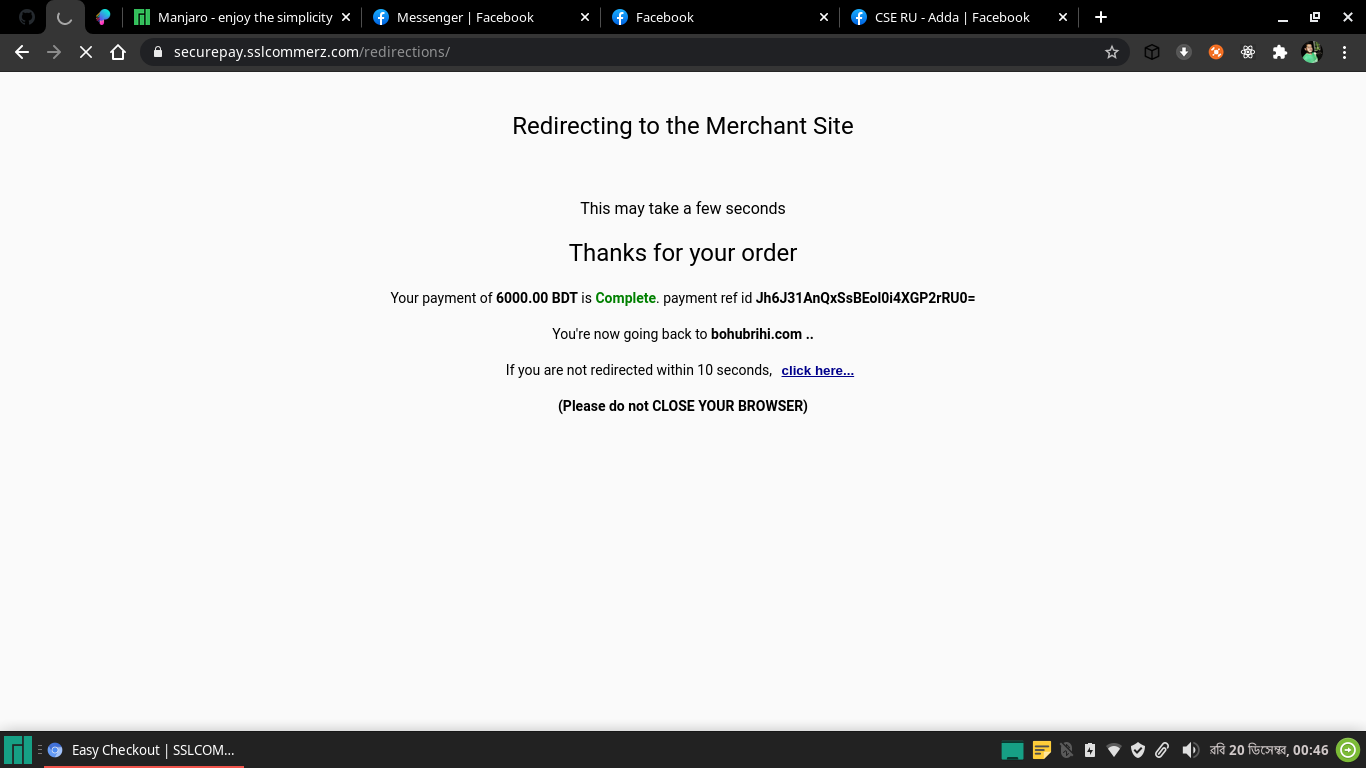 Manjaro - enjoy the simplicity
Messenger | Facebook
Facebook
CSE RU - Adda | Facebook
securepay.sslcommerz.com/redirections/
Redirecting to the Merchant Site
This may take a few seconds
Thanks for your order
Your payment of 6000.00 BDT is Complete. payment ref id Jh6J31AnQxSsBEol0i4XGP2rRU0=
You're now going back to bohubrihi.com ..
If you are not redirected within 10 seconds, click here...
(Please do not CLOSE YOUR BROWSER)
Easy Checkout | SSLCOM...
রবি 20 ডিসেম্বর, 00:46